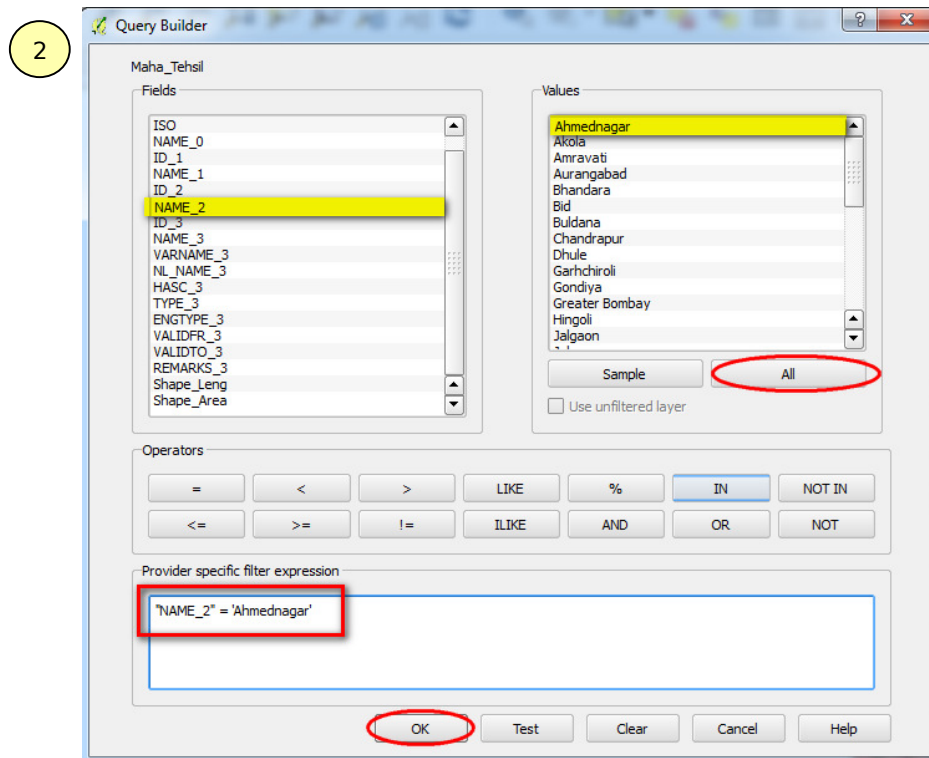 2
Query Builder
Maha_Tehsil
Fields
ISO
NAME_0
ID_1
NAME_1
ID_2
NAME_2
ID_3
NAME_3
VARNAME_3
NL_NAME_3
HASC_3
TYPE_3
ENGTYPE_3
VALIDFR_3
VALIDTO_3
REMARKS_3
Shape_Leng
Shape_Area
Values
Ahmednagar
Akola
Amravati
Aurangabad
Bhandara
Bid
Buldana
Chandrapur
Dhule
Garhchiroli
Gondiya
Greater Bombay
Hingoli
Jalgaon
Sample All
Use unfiltered layer
Operators
= < > LIKE % IN NOT IN
<= >= != ILIKE AND OR NOT
Provider specific filter expression
"NAME_2" = 'Ahmednagar'
OK Test Clear Cancel Help